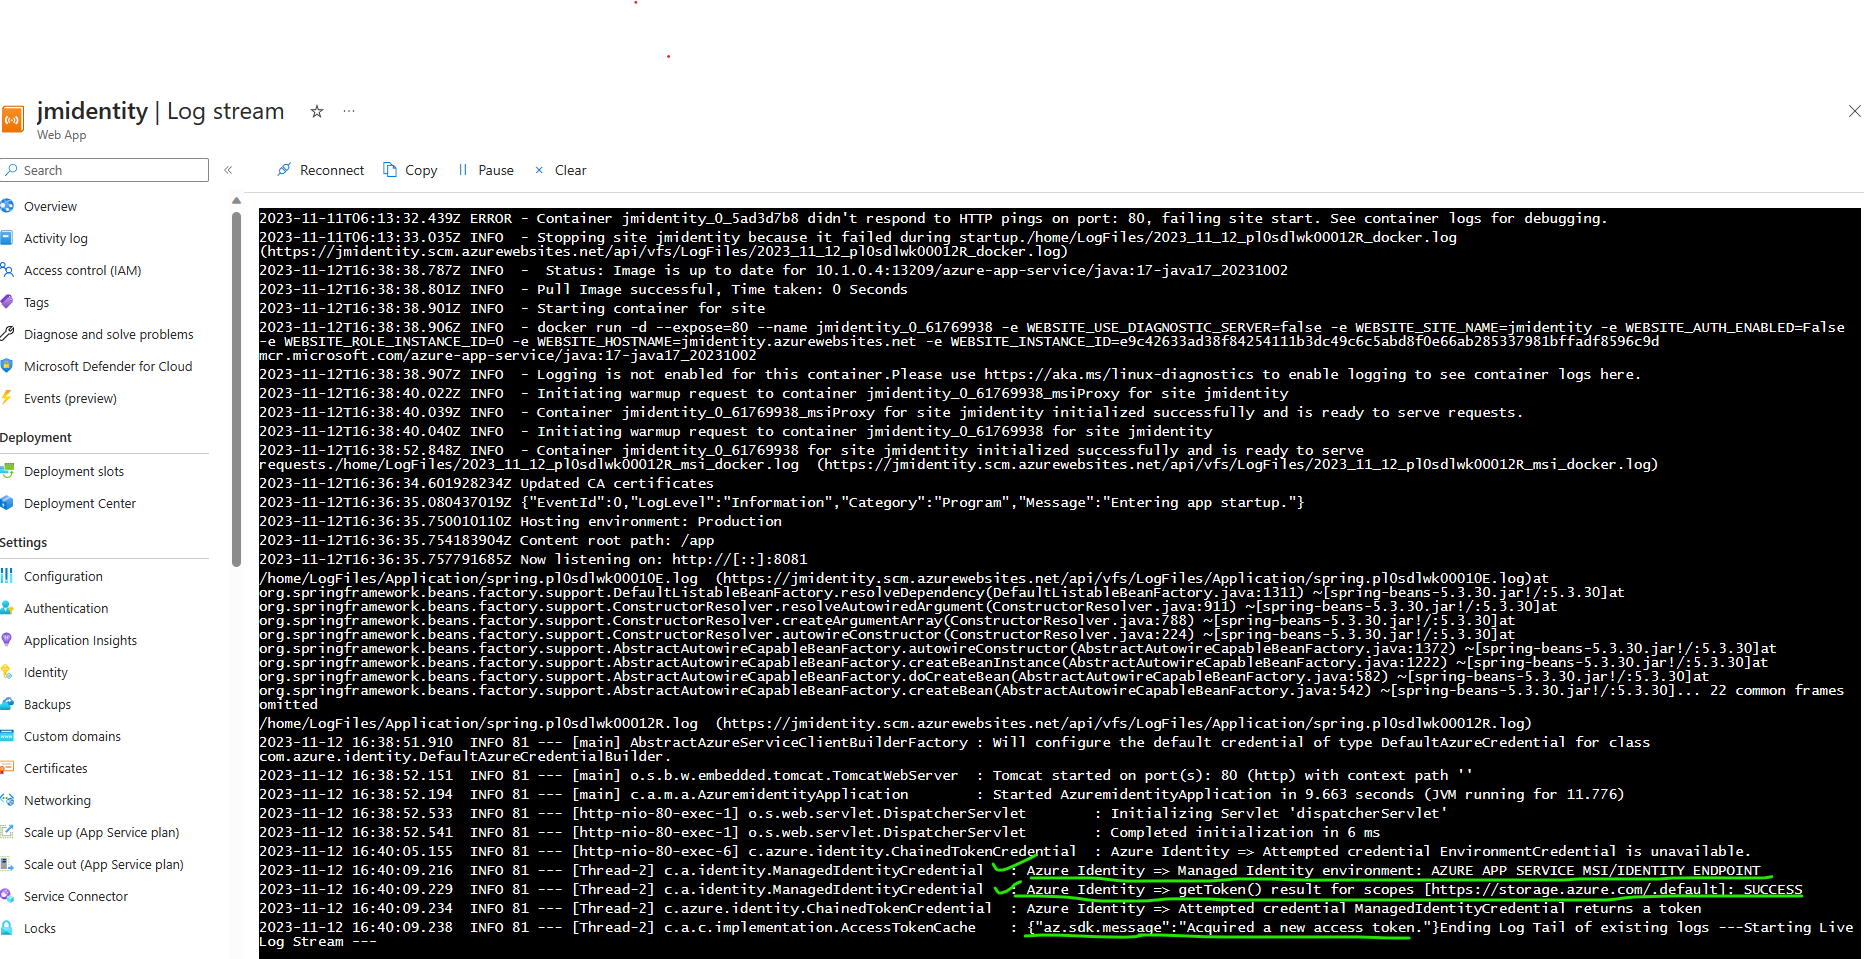 jmidentity | Log stream
Web App
Search
Reconnect
Copy
Pause
Clear
Overview
Activity log
Access control (IAM)
Tags
Diagnose and solve problems
Microsoft Defender for Cloud
Events (preview)
Deployment
Deployment slots
Deployment Center
Settings
Configuration
Authentication
Application Insights
Identity
Backups
Custom domains
Certificates
Networking
Scale up (App Service plan)
Scale out (App Service plan)
Service Connector
Locks
2023-11-11T06:13:32.439Z ERROR - Container jmidentity_0_5ad3d7b8 didn't respond to HTTP pings on port: 80, failing site start. See container logs for debugging.
2023-11-11T06:13:33.035Z INFO  - Stopping site jmidentity because it failed during startup./home/LogFiles/2023_11_12_pl0sdlwk00012R_docker.log
(https://jmidentity.scm.azurewebsites.net/api/vfs/LogFiles/2023_11_12_pl0sdlwk00012R_docker.log)
2023-11-12T16:38:38.787Z INFO  -  Status: Image is up to date for 10.1.0.4:13209/azure-app-service/java:17-java17_20231002
2023-11-12T16:38:38.801Z INFO  - Pull Image successful, Time taken: 0 Seconds
2023-11-12T16:38:38.901Z INFO  - Starting container for site
2023-11-12T16:38:38.906Z INFO  - docker run -d --expose=80 --name jmidentity_0_61769938 -e WEBSITE_USE_DIAGNOSTIC_SERVER=false -e WEBSITE_SITE_NAME=jmidentity -e WEBSITE_AUTH_ENABLED=False
-e WEBSITE_ROLE_INSTANCE_ID=0 -e WEBSITE_HOSTNAME=jmidentity.azurewebsites.net -e WEBSITE_INSTANCE_ID=e9c42633ad38f84254111b3dc49c6c5abd8f0e66ab285337981bffadf8596c9d
mcr.microsoft.com/azure-app-service/java:17-java17_20231002
2023-11-12T16:38:38.907Z INFO  - Logging is not enabled for this container.Please use https://aka.ms/linux-diagnostics to enable logging to see container logs here.
2023-11-12T16:38:40.022Z INFO  - Initiating warmup request to container jmidentity_0_61769938_msiProxy for site jmidentity
2023-11-12T16:38:40.039Z INFO  - Container jmidentity_0_61769938_msiProxy for site jmidentity initialized successfully and is ready to serve requests.
2023-11-12T16:38:40.040Z INFO  - Initiating warmup request to container jmidentity_0_61769938 for site jmidentity
2023-11-12T16:38:52.848Z INFO  - Container jmidentity_0_61769938 for site jmidentity initialized successfully and is ready to serve
requests./home/LogFiles/2023_11_12_pl0sdlwk00012R_msi_docker.log  (https://jmidentity.scm.azurewebsites.net/api/vfs/LogFiles/2023_11_12_pl0sdlwk00012R_msi_docker.log)
2023-11-12T16:36:34.601928234Z Updated CA certificates
2023-11-12T16:36:35.080437019Z {"EventId":0,"LogLevel":"Information","Category":"Program","Message":"Entering app startup."}
2023-11-12T16:36:35.750010110Z Hosting environment: Production
2023-11-12T16:36:35.754183904Z Content root path: /app
2023-11-12T16:36:35.757791685Z Now listening on: http://[::]:8081
/home/LogFiles/Application/spring.pl0sdlwk00010E.log  (https://jmidentity.scm.azurewebsites.net/api/vfs/LogFiles/Application/spring.pl0sdlwk00010E.log)at
org.springframework.beans.factory.support.DefaultListableBeanFactory.resolveDependency(DefaultListableBeanFactory.java:1311) ~[spring-beans-5.3.30.jar!/:5.3.30]at
org.springframework.beans.factory.support.ConstructorResolver.resolveAutowiredArgument(ConstructorResolver.java:911) ~[spring-beans-5.3.30.jar!/:5.3.30]at
org.springframework.beans.factory.support.ConstructorResolver.createArgumentArray(ConstructorResolver.java:788) ~[spring-beans-5.3.30.jar!/:5.3.30]at
org.springframework.beans.factory.support.ConstructorResolver.autowireConstructor(ConstructorResolver.java:224) ~[spring-beans-5.3.30.jar!/:5.3.30]at
org.springframework.beans.factory.support.AbstractAutowireCapableBeanFactory.autowireConstructor(AbstractAutowireCapableBeanFactory.java:1372) ~[spring-beans-5.3.30.jar!/:5.3.30]at
org.springframework.beans.factory.support.AbstractAutowireCapableBeanFactory.createBeanInstance(AbstractAutowireCapableBeanFactory.java:1222) ~[spring-beans-5.3.30.jar!/:5.3.30]at
org.springframework.beans.factory.support.AbstractAutowireCapableBeanFactory.doCreateBean(AbstractAutowireCapableBeanFactory.java:582) ~[spring-beans-5.3.30.jar!/:5.3.30]at
org.springframework.beans.factory.support.AbstractAutowireCapableBeanFactory.createBean(AbstractAutowireCapableBeanFactory.java:542) ~[spring-beans-5.3.30.jar!/:5.3.30]... 22 common frames
omitted
/home/LogFiles/Application/spring.pl0sdlwk00012R.log  (https://jmidentity.scm.azurewebsites.net/api/vfs/LogFiles/Application/spring.pl0sdlwk00012R.log)
2023-11-12 16:38:51.910  INFO 81 --- [main] AbstractAzureServiceClientBuilderFactory : Will configure the default credential of type DefaultAzureCredential for class
com.azure.identity.DefaultAzureCredentialBuilder.
2023-11-12 16:38:52.151  INFO 81 --- [main] o.s.b.w.embedded.tomcat.TomcatWebServer  : Tomcat started on port(s): 80 (http) with context path ''
2023-11-12 16:38:52.194  INFO 81 --- [main] c.a.m.a.AzuremidentityApplication        : Started AzuremidentityApplication in 9.663 seconds (JVM running for 11.776)
2023-11-12 16:38:52.533  INFO 81 --- [http-nio-80-exec-1] o.s.web.servlet.DispatcherServlet        : Initializing Servlet 'dispatcherServlet'
2023-11-12 16:38:52.541  INFO 81 --- [http-nio-80-exec-1] o.s.web.servlet.DispatcherServlet        : Completed initialization in 6 ms
2023-11-12 16:40:05.155  INFO 81 --- [http-nio-80-exec-6] c.azure.identity.ChainedTokenCredential  : Azure Identity => Attempted credential EnvironmentCredential is unavailable.
2023-11-12 16:40:09.216  INFO 81 --- [Thread-2] c.a.identity.ManagedIdentityCredential   : Azure Identity => Managed Identity environment: AZURE APP SERVICE MSI/IDENTITY ENDPOINT
2023-11-12 16:40:09.229  INFO 81 --- [Thread-2] c.a.identity.ManagedIdentityCredential   : Azure Identity => getToken() result for scopes [https://storage.azure.com/.default]: SUCCESS
2023-11-12 16:40:09.234  INFO 81 --- [Thread-2] c.azure.identity.ChainedTokenCredential  : Azure Identity => Attempted credential ManagedIdentityCredential returns a token
2023-11-12 16:40:09.238  INFO 81 --- [Thread-2] c.a.c.implementation.AccessTokenCache    : {"az.sdk.message":"Acquired a new access token."}Ending Log Tail of existing logs ---Starting Live
Log Stream ---